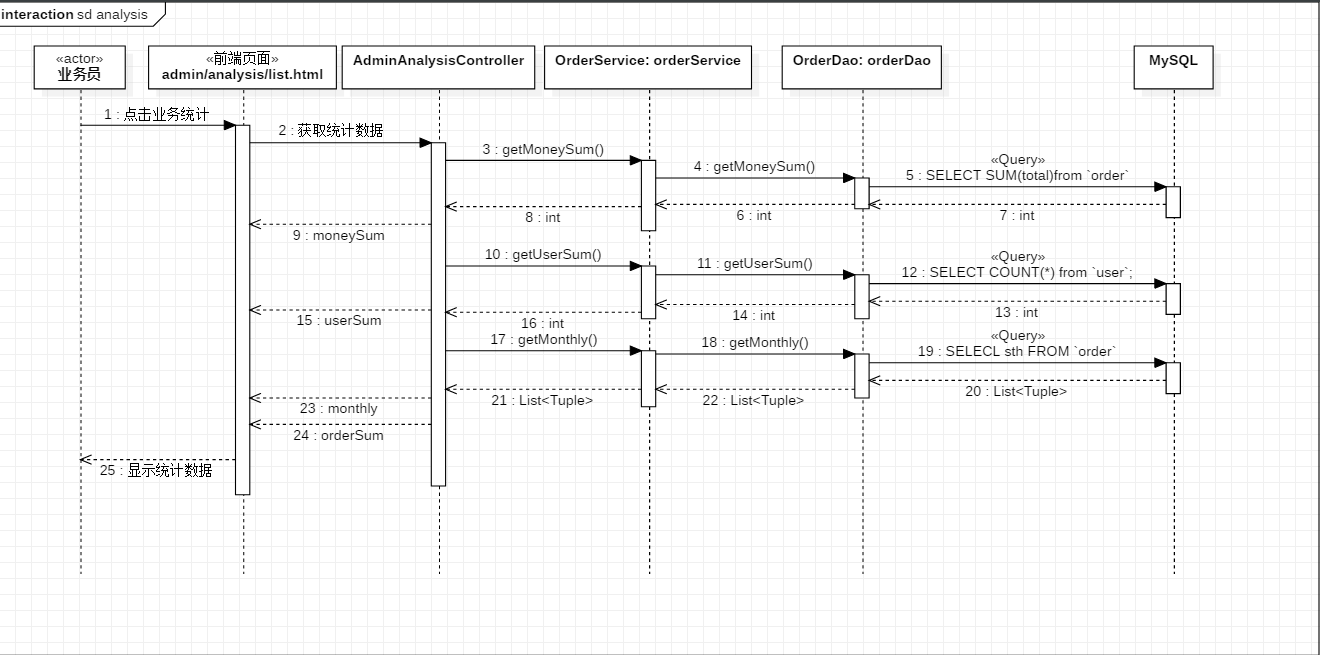 interaction sd analysis
«actor»
业务员
«前端页面»
admin/analysis/list.html
AdminAnalysisController
OrderService: orderService
OrderDao: orderDao
MySQL
1 : 点击业务统计
2 : 获取统计数据
3 : getMoneySum()
4 : getMoneySum()
«Query»
5 : SELECT SUM(total)from `order`
8 : int
6 : int
7 : int
9 : moneySum
10 : getUserSum()
11 : getUserSum()
«Query»
12 : SELECT COUNT(*) from `user`;
15 : userSum
16 : int
14 : int
13 : int
17 : getMonthly()
18 : getMonthly()
«Query»
19 : SELECL sth FROM `order`
23 : monthly
21 : List<Tuple>
22 : List<Tuple>
20 : List<Tuple>
24 : orderSum
25 : 显示统计数据